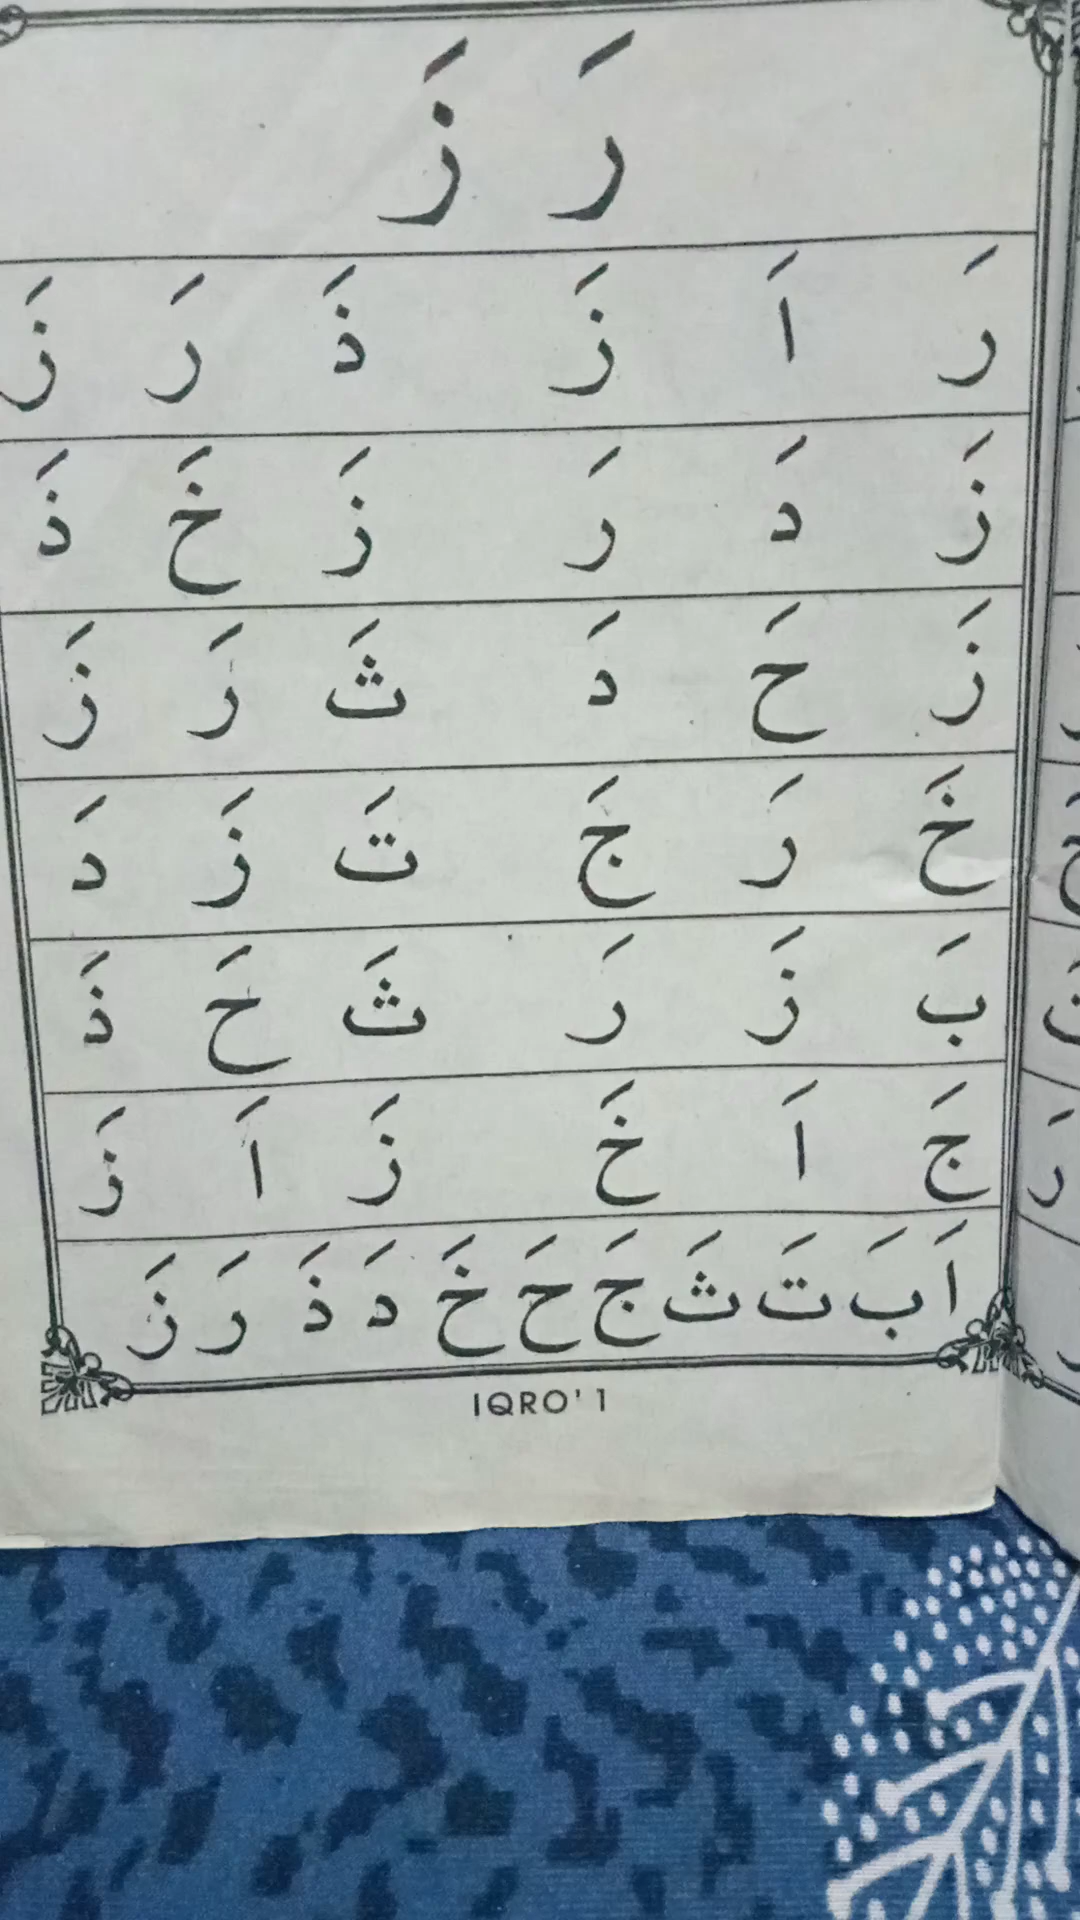 رَ زَ
رَ اَ زَ ذَ رَ زَ
زَ دَ رَ زَ خَ ذَ
زَ حَ دَ ثَ رَ زَ
خَ رَ جَ تَ زَ دَ
بَ زَ رَ ثَ حَ ذَ
جَ اَ خَ زَ اَ زَ
اَ بَ تَ ثَ جَ حَ خَ دَ ذَ رَ زَ
IQRO' 1